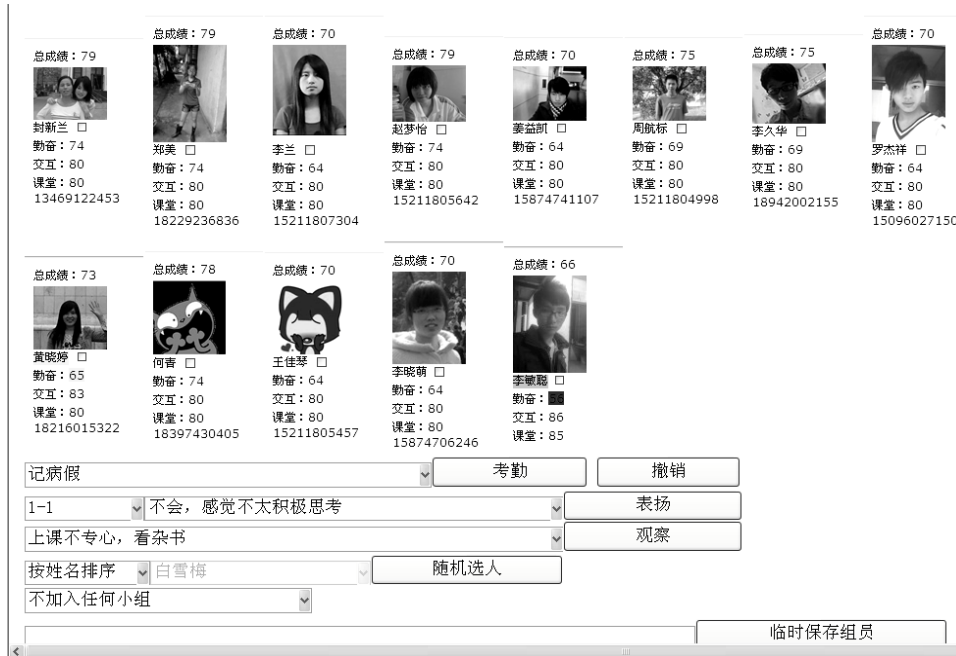 总成绩：79
封新兰
勤奋：74
交互：80
课堂：80
13469122453
总成绩：79
郑美
勤奋：74
交互：80
课堂：80
18229236836
总成绩：70
李兰
勤奋：64
交互：80
课堂：80
15211807304
总成绩：79
赵梦怡
勤奋：74
交互：80
课堂：80
15211805642
总成绩：70
姜益凯
勤奋：64
交互：80
课堂：80
15874741107
总成绩：75
周航标
勤奋：69
交互：80
课堂：80
15211804998
总成绩：75
李久华
勤奋：69
交互：80
课堂：80
18942002155
总成绩：70
罗杰祥
勤奋：64
交互：80
课堂：80
15096027150
总成绩：73
黄晓婷
勤奋：65
交互：83
课堂：80
18216015322
总成绩：78
何青
勤奋：74
交互：80
课堂：80
18397430405
总成绩：70
王佳琴
勤奋：64
交互：80
课堂：80
15211805457
总成绩：70
李晓萌
勤奋：64
交互：80
课堂：80
15874706246
总成绩：66
李敏聪
勤奋：56
交互：86
课堂：85
记病假 考勤 撤销
1-1 不会，感觉不太积极思考 表扬
上课不专心，看杂书 观察
按姓名排序 白雪梅 随机选人
不加入任何小组
临时保存组员